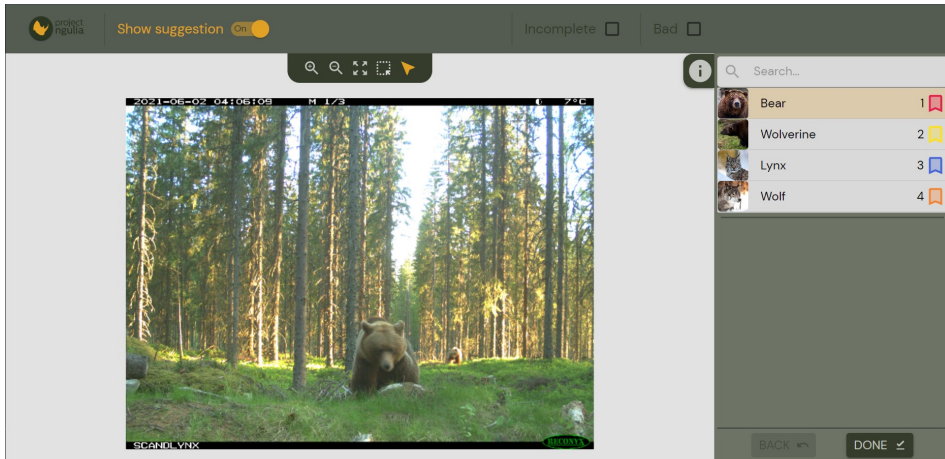 project
ngulia
Show suggestion On
Incomplete
Bad
Search...
2021-06-02 04:06:09 M 1/3 7°C
Bear 1
Wolverine 2
Lynx 3
Wolf 4
SCANDLYNX
RECONYX
BACK
DONE